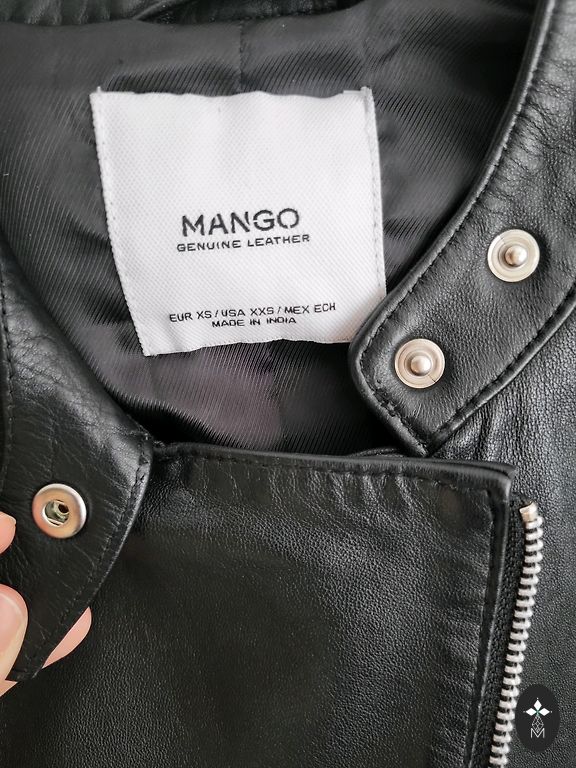 MANGO
GENUINE LEATHER
EUR XS / USA XXS / MEX ECH
MADE IN INDIA
M